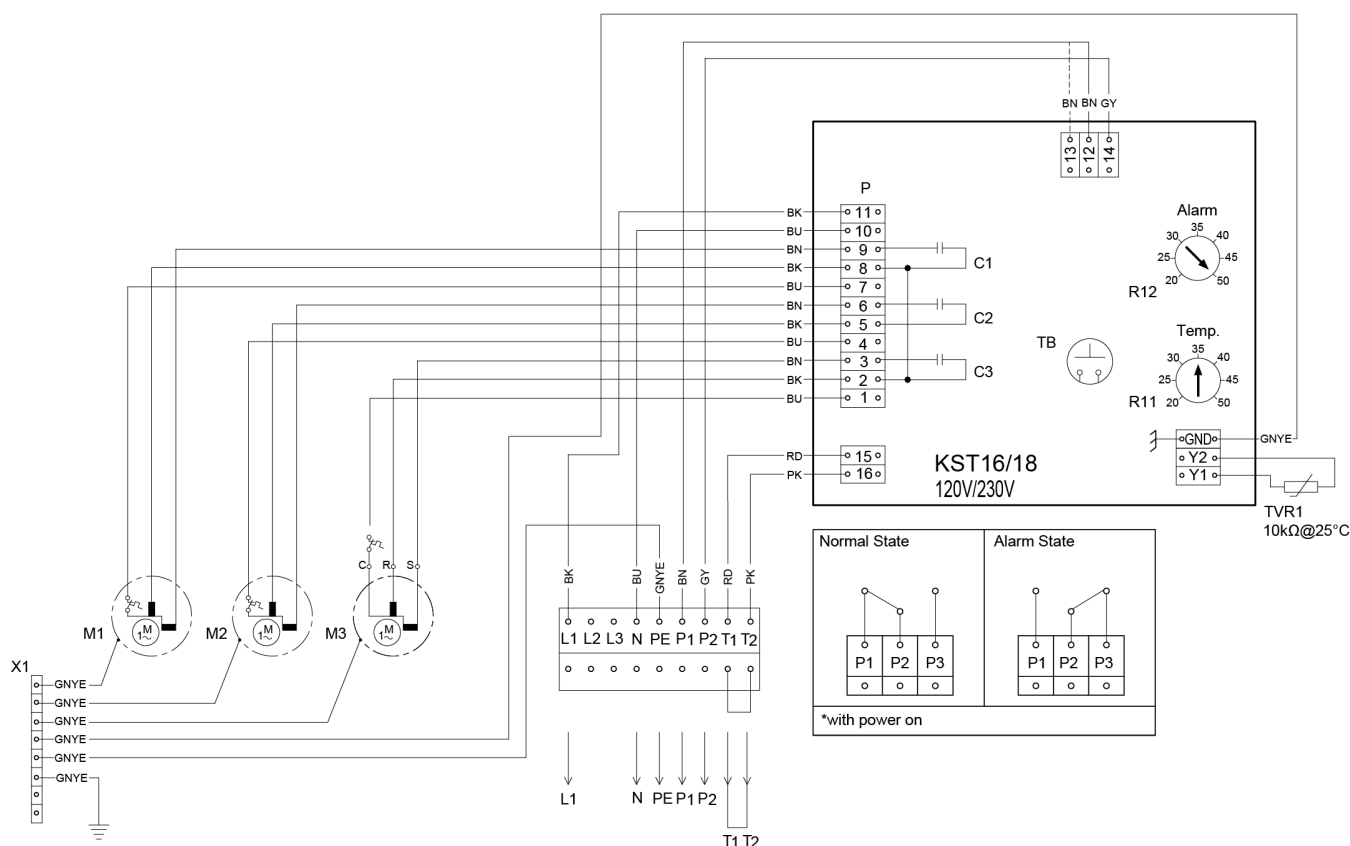 BN BN GY
13 12 14
P
BK 11
BU 10
BN 9
BK 8
BU 7
BN 6
BK 5
BU 4
BN 3
BK 2
BU 1
C1
C2
C3
RD 15
PK 16
TB
Alarm
20 25 30 35 40 45 50
R12
Temp.
20 25 30 35 40 45 50
R11
GND GNYE
Y2
Y1
KST16/18
120V/230V
TVR1
10kΩ@25°C
C R S
M1 M 1~
M2 M 1~
M3 M 1~
X1
GNYE
GNYE
GNYE
GNYE
GNYE
GNYE
BK BU GNYE BN GY RD PK
L1 L2 L3 N PE P1 P2 T1 T2
L1 N PE P1 P2
T1 T2
Normal State
P1 P2 P3
Alarm State
P1 P2 P3
*with power on